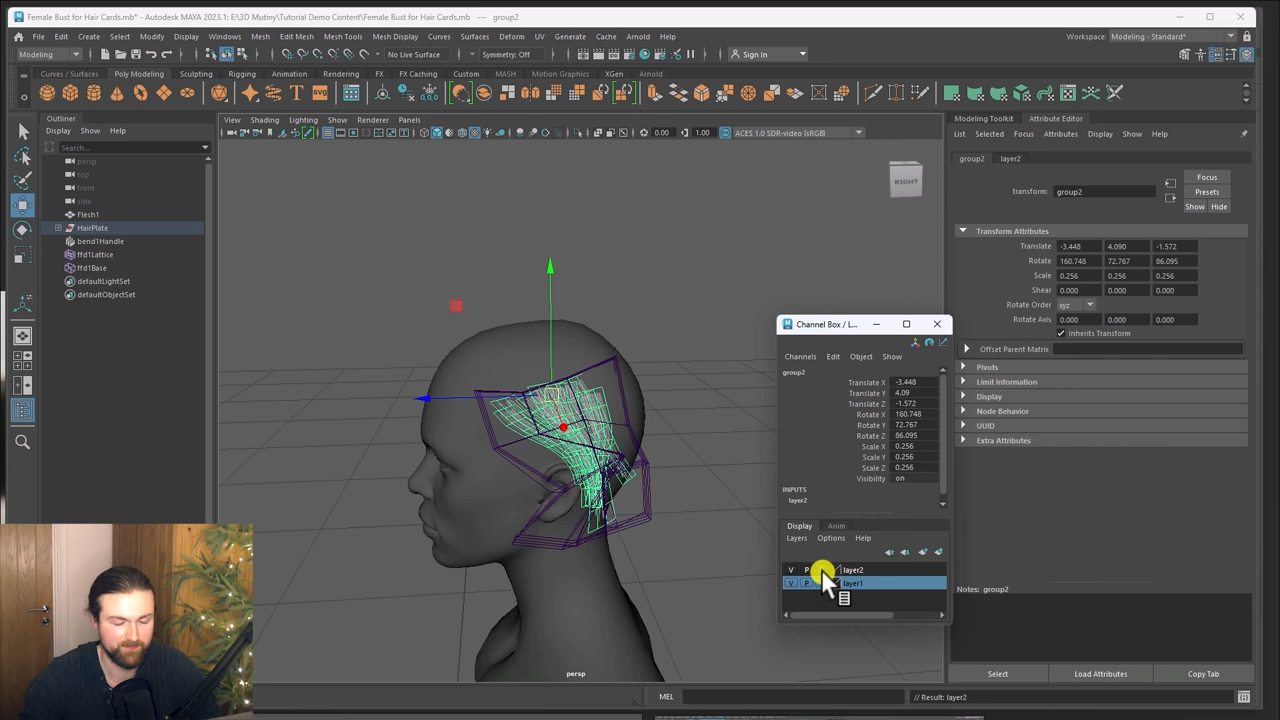 Female Bust for Hair Cards.mb* - Autodesk MAYA 2023.1: E:\3D Mutiny\Tutorial Demo Content\Female Bust for Hair Cards.mb --- group2
File Edit Create Select Modify Display Windows Mesh Edit Mesh Mesh Tools Mesh Display Curves Surfaces Deform UV Generate Cache Arnold Help
Workspace: Modeling - Standard*
Modeling
No Live Surface
Symmetry: Off
Sign In
Curves / Surfaces Poly Modeling Sculpting Rigging Animation Rendering FX FX Caching Custom MASH Motion Graphics XGen Arnold
SVG
Outliner
Display Show Help
Search...
persp
top
front
side
Flesh1
HairPlate
bend1Handle
ffd1Lattice
ffd1Base
defaultLightSet
defaultObjectSet
View Shading Lighting Show Renderer Panels
0.00
1.00
ACES 1.0 SDR-video (sRGB)
RIGHT
persp
Channel Box / L...
Channels Edit Object Show
group2
Translate X -3.448
Translate Y 4.09
Translate Z -1.572
Rotate X 160.748
Rotate Y 72.767
Rotate Z 86.095
Scale X 0.256
Scale Y 0.256
Scale Z 0.256
Visibility on
INPUTS
layer2
Display Anim
Layers Options Help
V P layer2
V P layer1
Modeling Toolkit Attribute Editor
List Selected Focus Attributes Display Show Help
group2 layer2
Focus
Presets
Show Hide
transform: group2
Transform Attributes
Translate -3.448 4.090 -1.572
Rotate 160.748 72.767 86.095
Scale 0.256 0.256 0.256
Shear 0.000 0.000 0.000
Rotate Order xyz
Rotate Axis 0.000 0.000 0.000
Inherits Transform
Offset Parent Matrix
Pivots
Limit Information
Display
Node Behavior
UUID
Extra Attributes
Notes: group2
Select Load Attributes Copy Tab
MEL
// Result: layer2